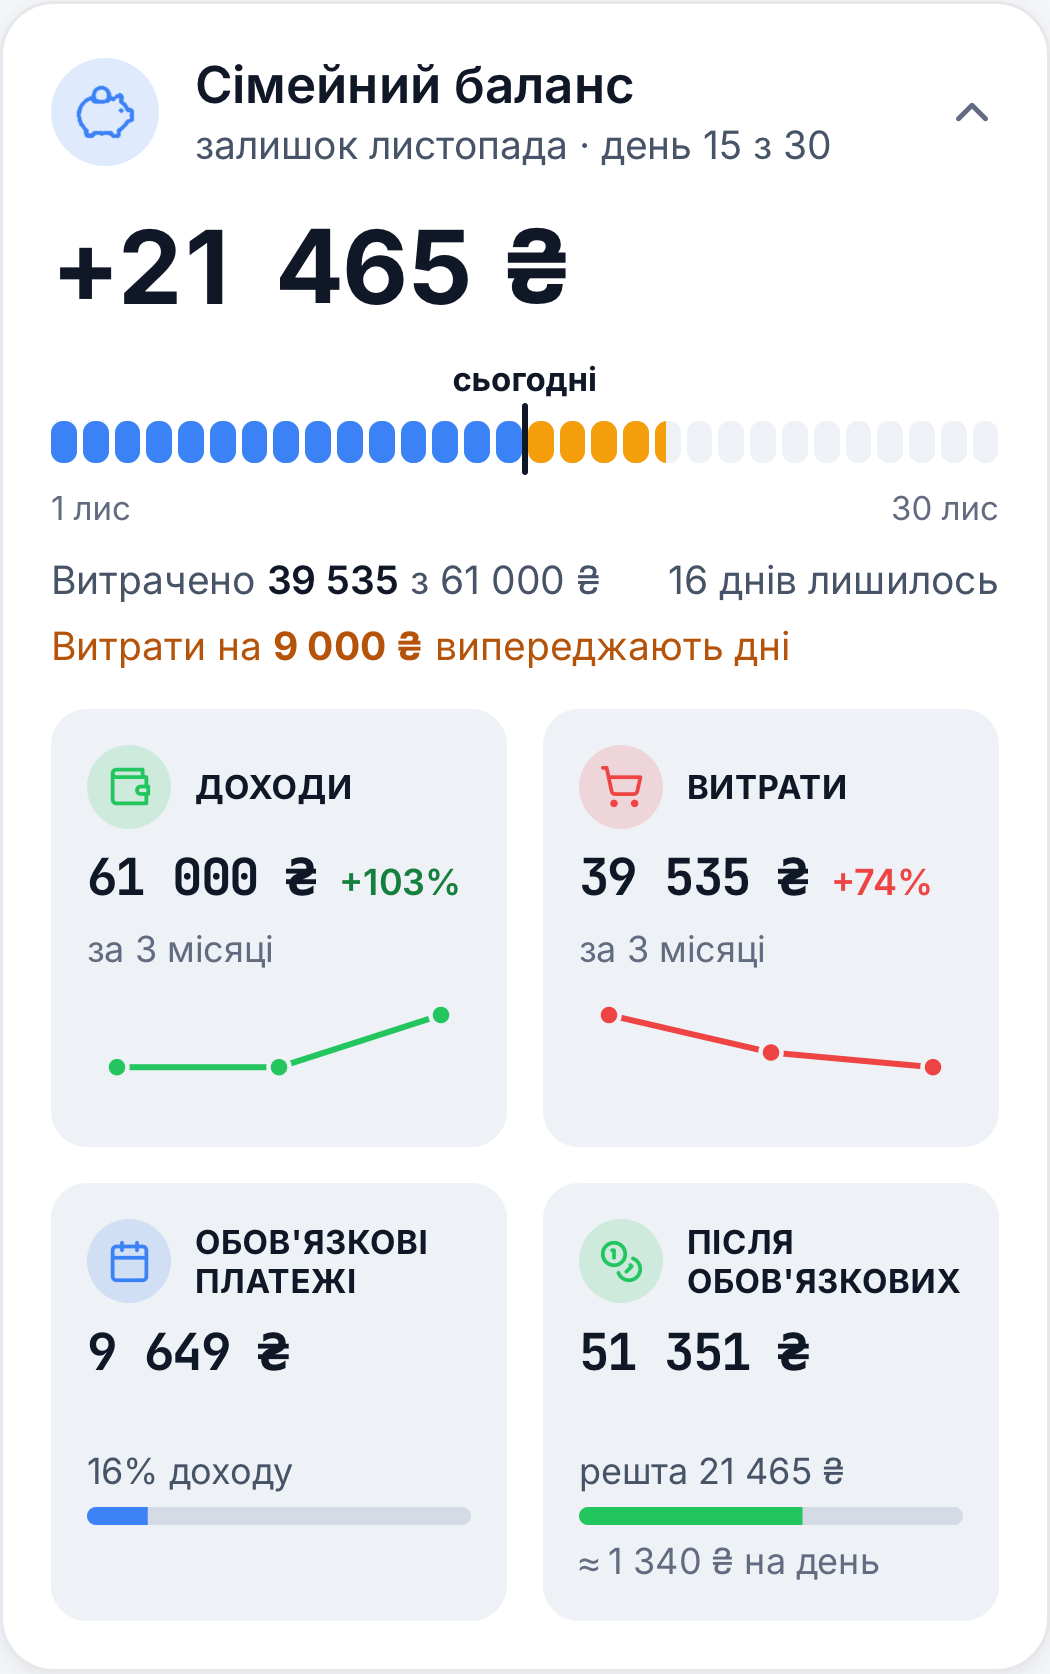 Сімейний баланс
залишок листопада · день 15 з 30
+21 465 ₴
сьогодні
1 лис
30 лис
Витрачено 39 535 з 61 000 ₴
16 днів лишилось
Витрати на 9 000 ₴ випереджають дні
ДОХОДИ
61 000 ₴ +103%
за 3 місяці
ВИТРАТИ
39 535 ₴ +74%
за 3 місяці
ОБОВ'ЯЗКОВІ
ПЛАТЕЖІ
9 649 ₴
16% доходу
ПІСЛЯ
ОБОВ'ЯЗКОВИХ
51 351 ₴
решта 21 465 ₴
≈ 1 340 ₴ на день